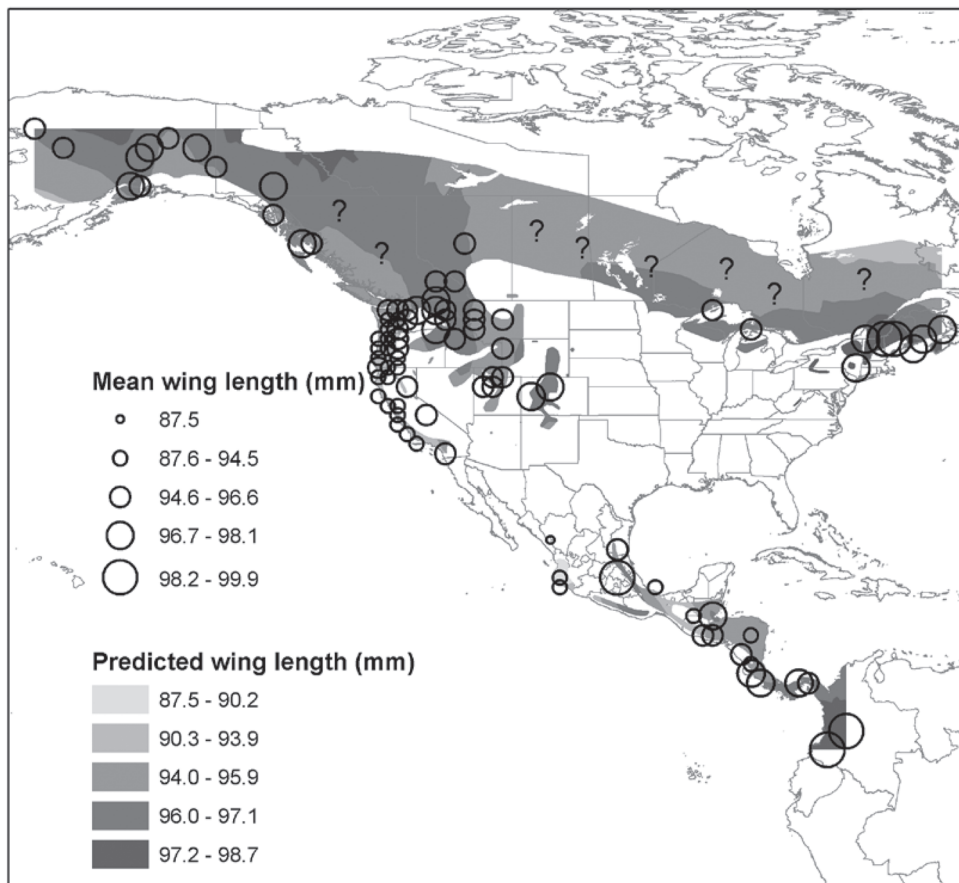 ?
?
?
?
?
?
?
?
?
Mean wing length (mm)
87.5
87.6 - 94.5
94.6 - 96.6
96.7 - 98.1
98.2 - 99.9
Predicted wing length (mm)
87.5 - 90.2
90.3 - 93.9
94.0 - 95.9
96.0 - 97.1
97.2 - 98.7